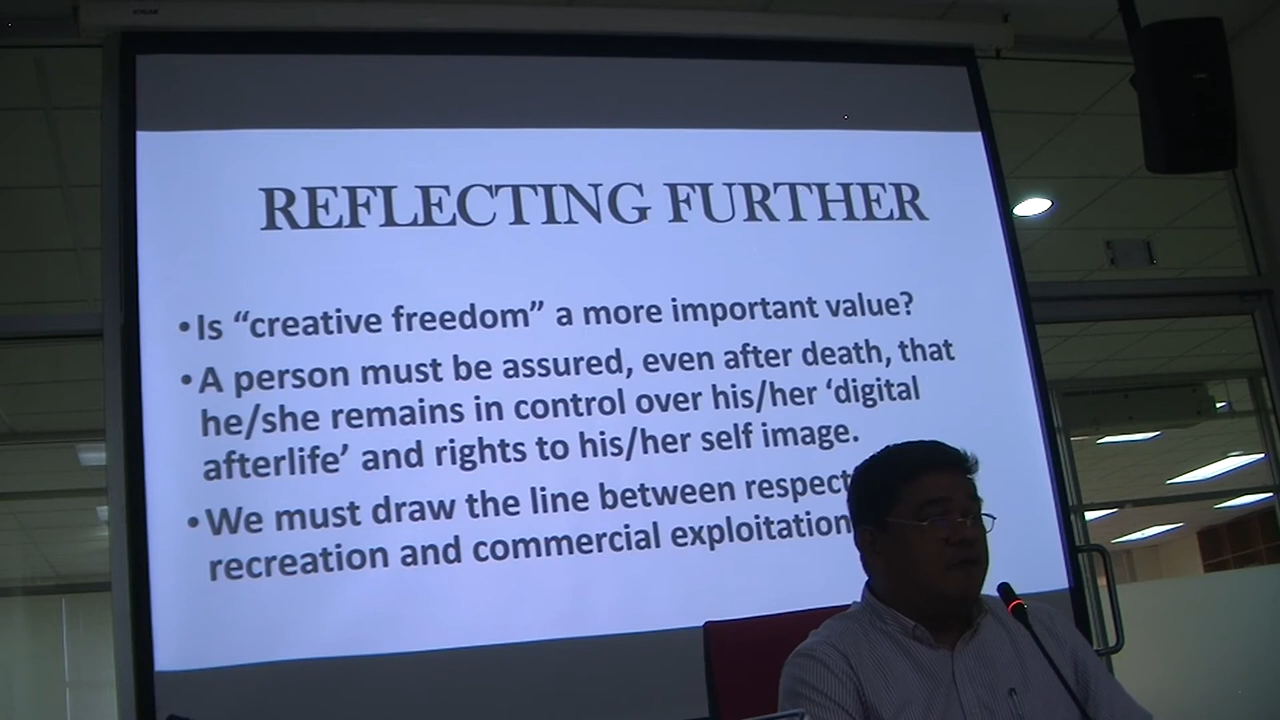 REFLECTING FURTHER
• Is “creative freedom” a more important value?
• A person must be assured, even after death, that
he/she remains in control over his/her ‘digital
afterlife’ and rights to his/her self image.
• We must draw the line between respect
recreation and commercial exploitation